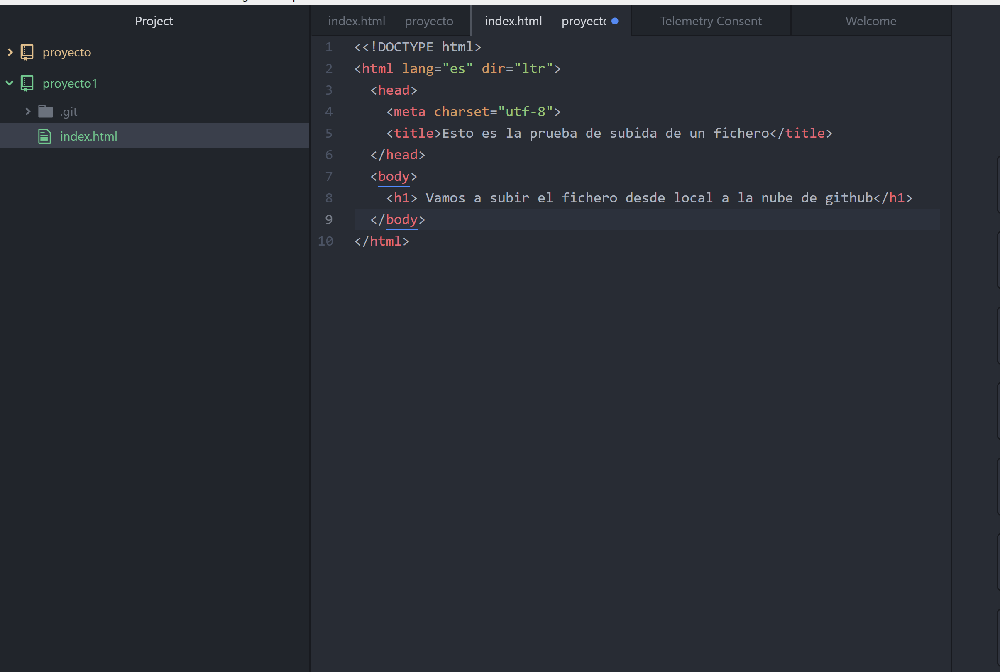 Project
proyecto
proyecto1
.git
index.html
index.html — proyecto
index.html — proyecto
Telemetry Consent
Welcome
1 <<!DOCTYPE html>
2 <html lang="es" dir="ltr">
3 <head>
4 <meta charset="utf-8">
5 <title>Esto es la prueba de subida de un fichero</title>
6 </head>
7 <body>
8 <h1> Vamos a subir el fichero desde local a la nube de github</h1>
9 </body>
10 </html>